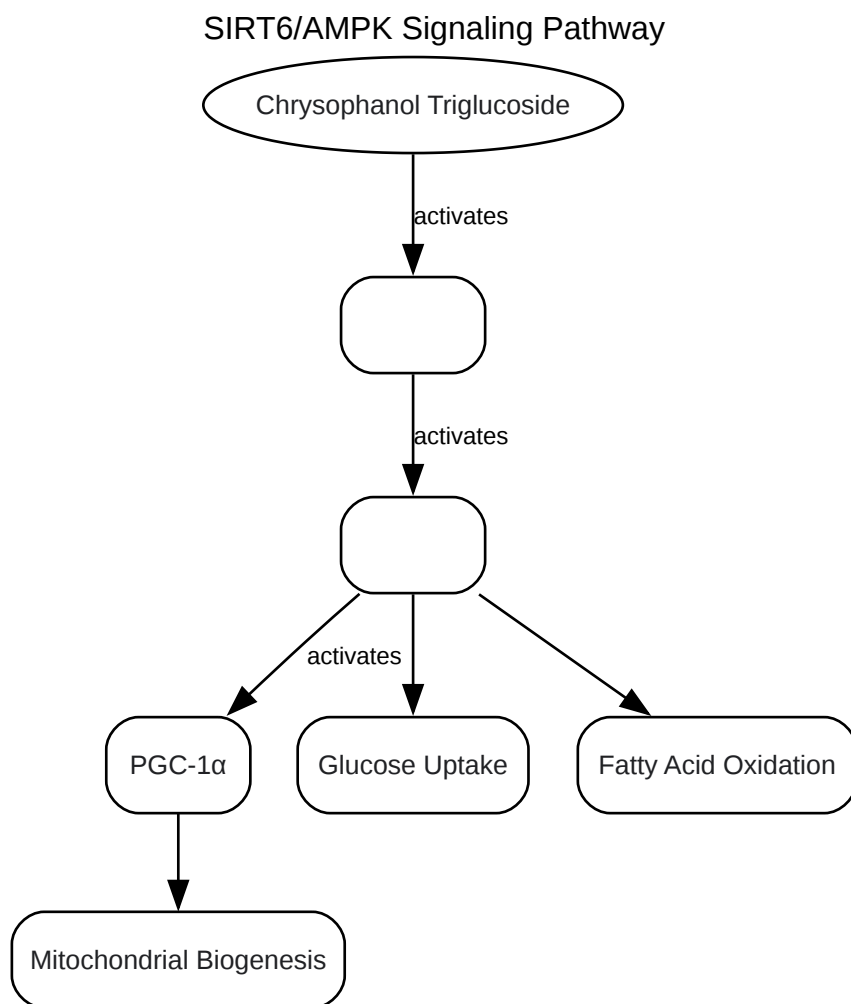 SIRT6/AMPK Signaling Pathway
Chrysophanol Triglucoside
activates
activates
activates
PGC-1α
Glucose Uptake
Fatty Acid Oxidation
Mitochondrial Biogenesis